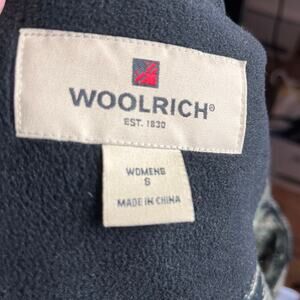 WOOLRICH®
EST. 1830
WOMENS
S
MADE IN CHINA